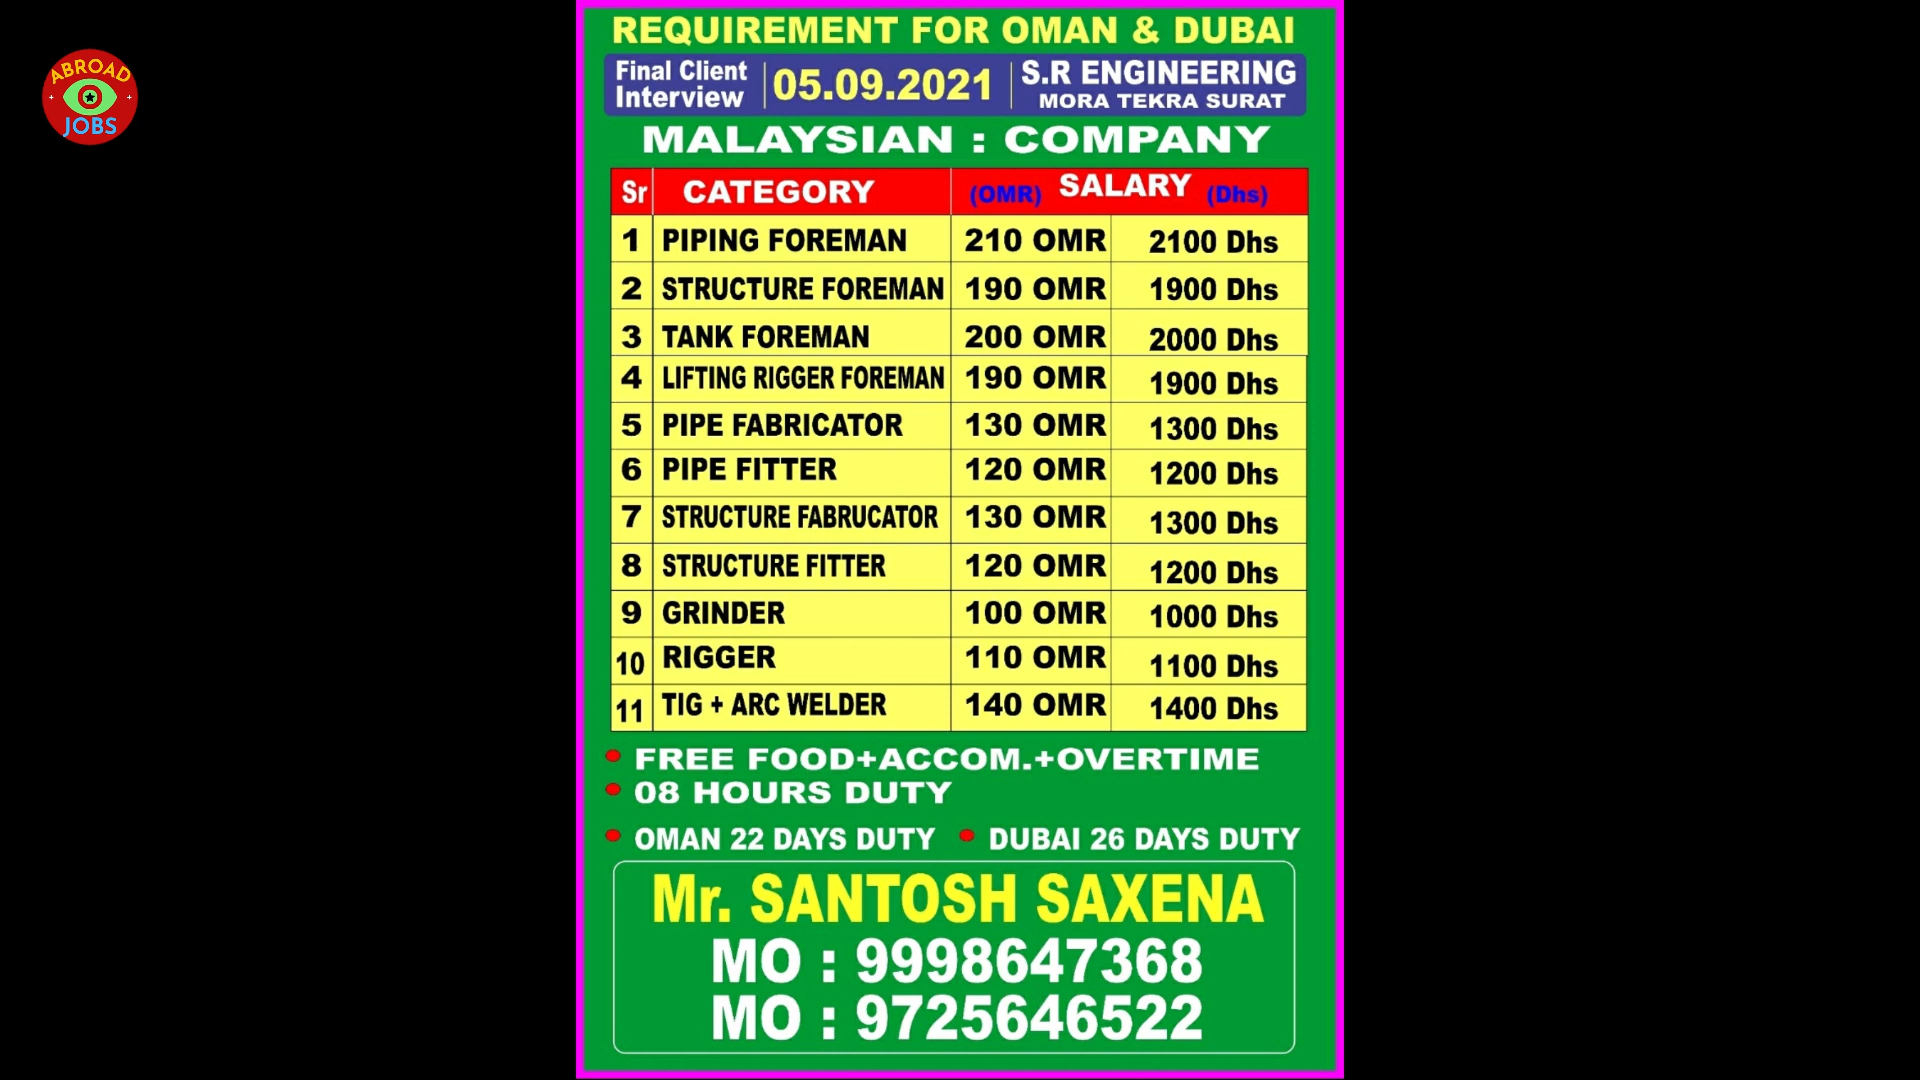 ABROAD
JOBS
REQUIREMENT FOR OMAN & DUBAI
Final Client
Interview
05.09.2021
S.R ENGINEERING
MORA TEKRA SURAT
MALAYSIAN : COMPANY
Sr CATEGORY (OMR) SALARY (Dhs)
1 PIPING FOREMAN 210 OMR 2100 Dhs
2 STRUCTURE FOREMAN 190 OMR 1900 Dhs
3 TANK FOREMAN 200 OMR 2000 Dhs
4 LIFTING RIGGER FOREMAN 190 OMR 1900 Dhs
5 PIPE FABRICATOR 130 OMR 1300 Dhs
6 PIPE FITTER 120 OMR 1200 Dhs
7 STRUCTURE FABRUCATOR 130 OMR 1300 Dhs
8 STRUCTURE FITTER 120 OMR 1200 Dhs
9 GRINDER 100 OMR 1000 Dhs
10 RIGGER 110 OMR 1100 Dhs
11 TIG + ARC WELDER 140 OMR 1400 Dhs
FREE FOOD+ACCOM.+OVERTIME
08 HOURS DUTY
OMAN 22 DAYS DUTY DUBAI 26 DAYS DUTY
Mr. SANTOSH SAXENA
MO : 9998647368
MO : 9725646522